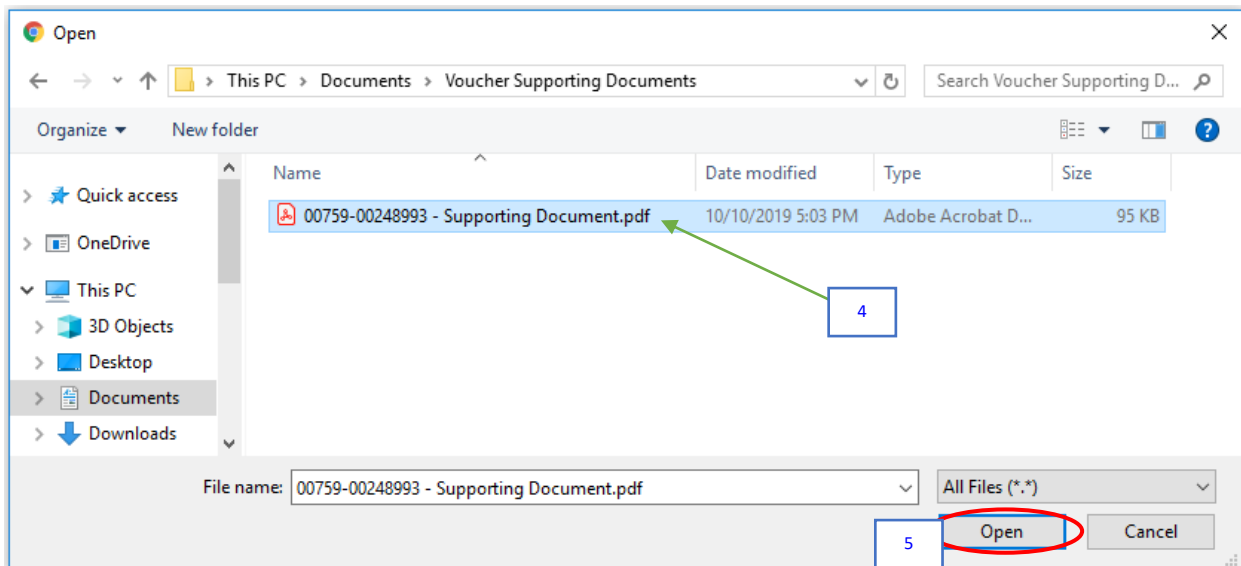 Open
This PC > Documents > Voucher Supporting Documents
Search Voucher Supporting D...
Organize New folder
Name Date modified Type Size
Quick access
00759-00248993 - Supporting Document.pdf 10/10/2019 5:03 PM Adobe Acrobat D... 95 KB
OneDrive
This PC
4
3D Objects
Desktop
Documents
Downloads
File name: 00759-00248993 - Supporting Document.pdf All Files (*.*)
5 Open Cancel